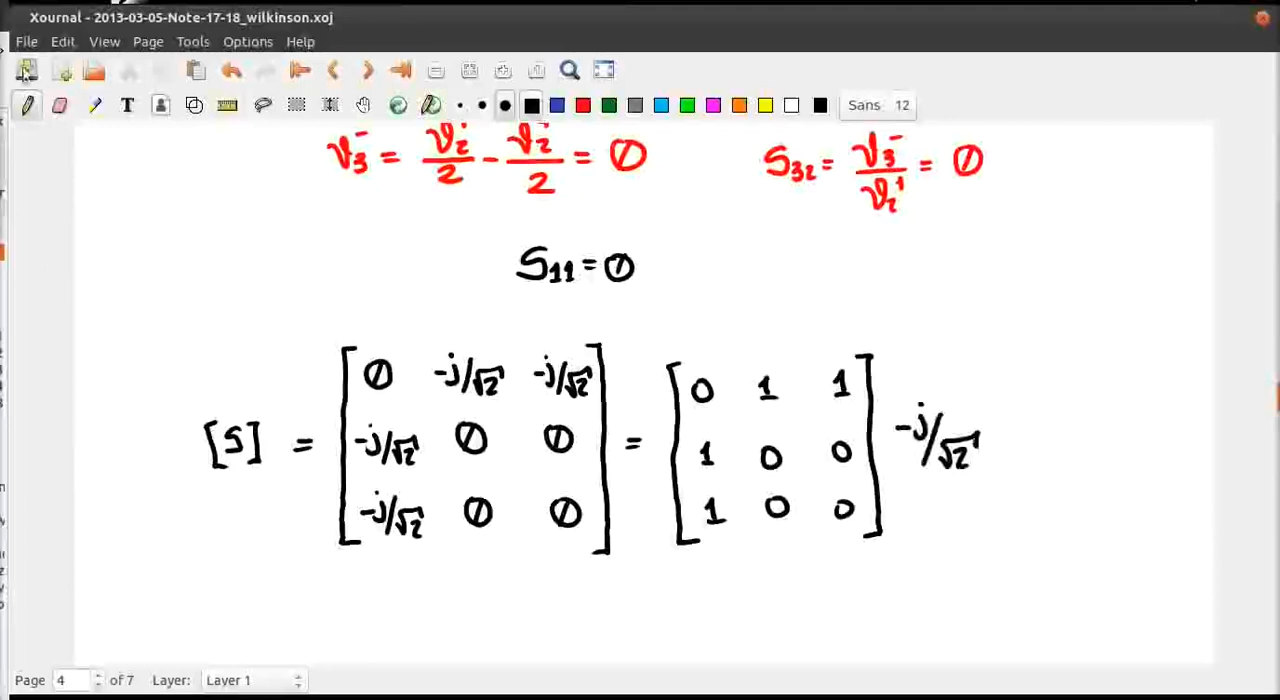 Xournal - 2013-03-05-Note-17-18_wilkinson.xoj
File Edit View Page Tools Options Help
T Sans 12
V3⁻ = V2⁺/2 - V2⁺/2 = 0
S32 = V3⁻/V2⁺ = 0
S11 = 0
[S] = [0 -j/√2 -j/√2; -j/√2 0 0; -j/√2 0 0] = [0 1 1; 1 0 0; 1 0 0] -j/√2
Page 4 of 7 Layer: Layer 1